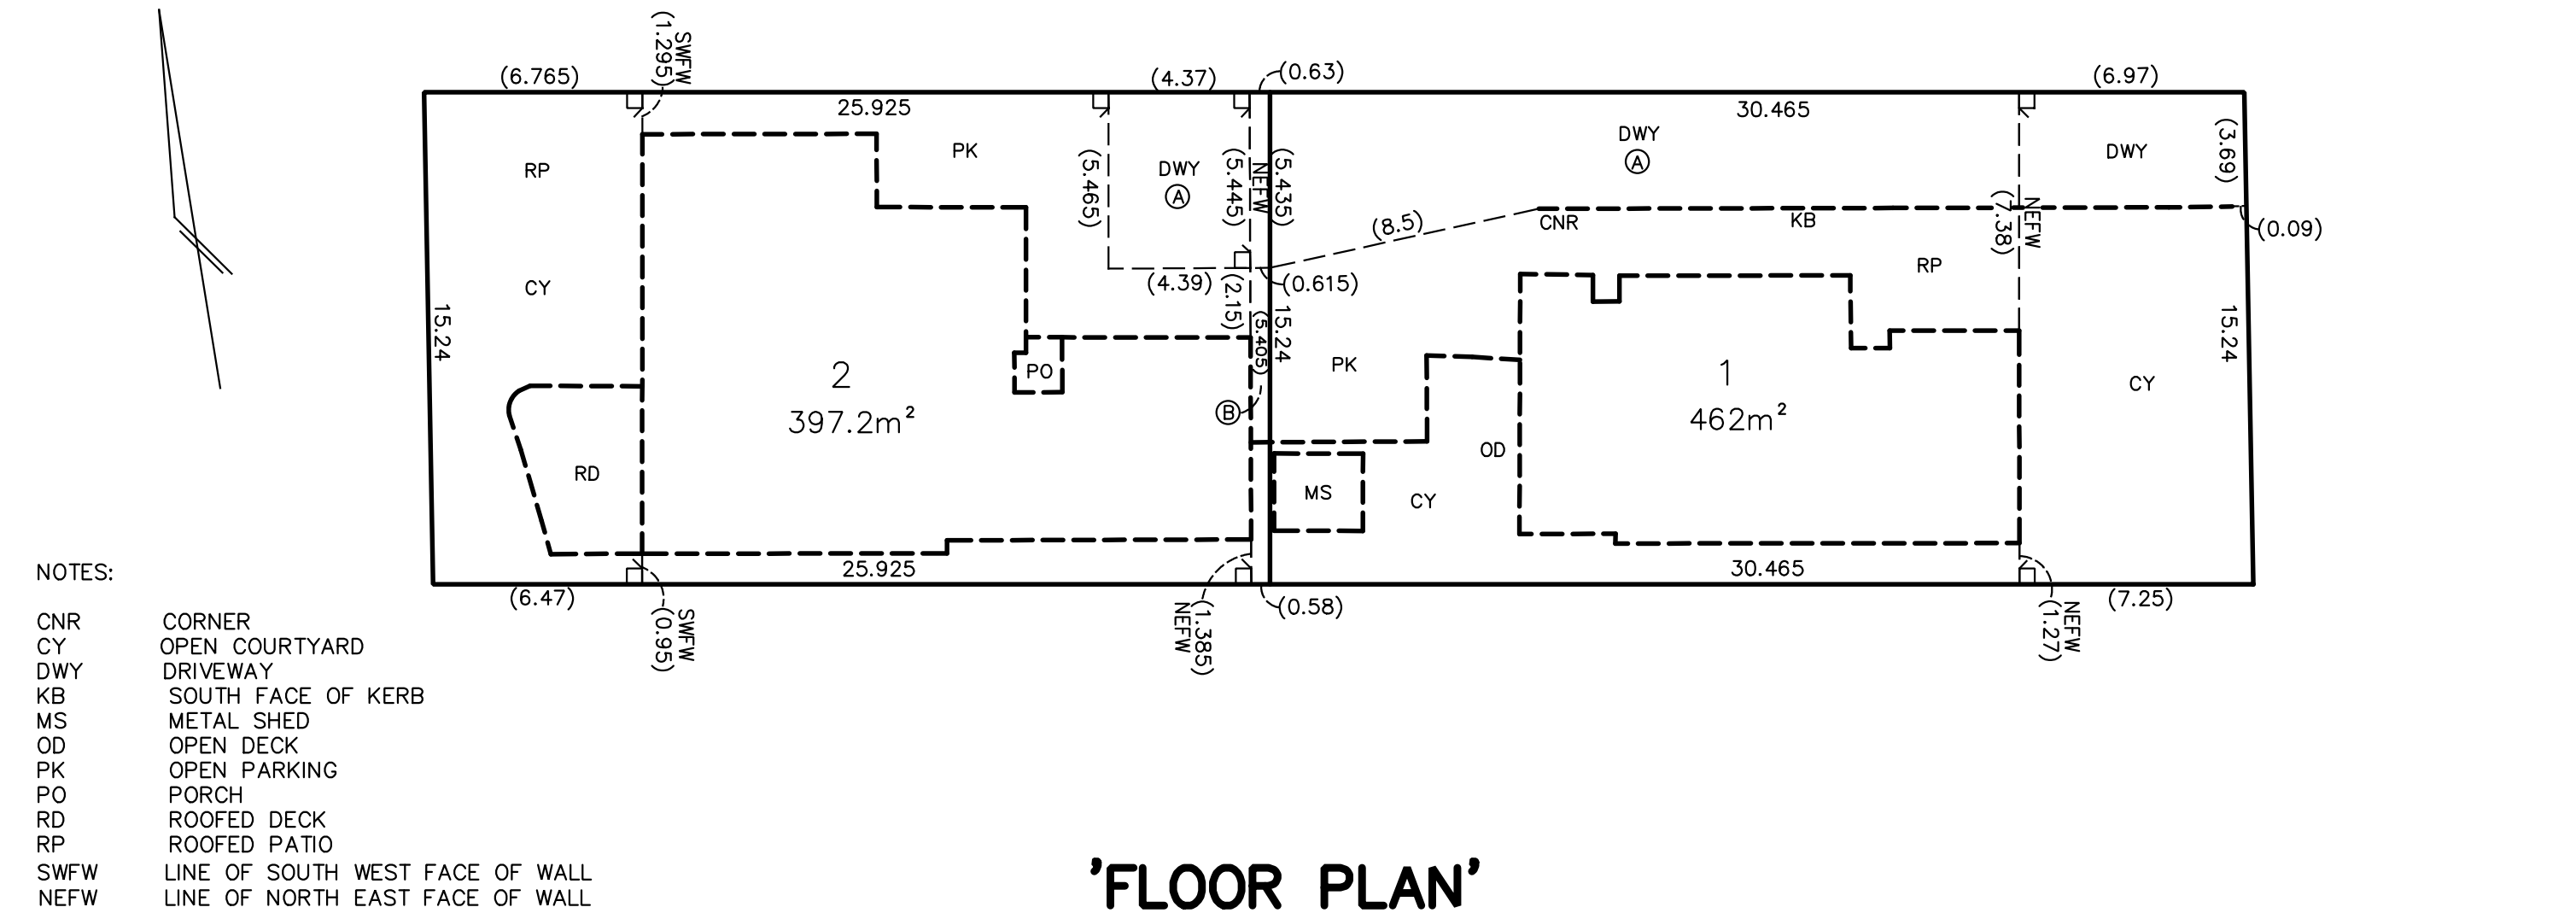 (1.295)
SWFW
(6.765)
(4.37)
(0.63)
(6.97)
25.925
30.465
RP
PK
DWY
A
(5.465)
(5.445)
NEFW
(5.435)
DWY
A
DWY
(3.69)
(8.5)
CNR
KB
(7.38)
NEFW
(0.09)
CY
(4.39)
(2.15)
(0.615)
RP
15.24
(5.405)
15.24
15.24
2
397.2m²
PO
B
PK
1
462m²
CY
RD
OD
MS
CY
25.925
30.465
(6.47)
(0.95)
SWFW
NEFW
(1.385)
(0.58)
(1.27)
NEFW
(7.25)
NOTES:
CNR CORNER
CY OPEN COURTYARD
DWY DRIVEWAY
KB SOUTH FACE OF KERB
MS METAL SHED
OD OPEN DECK
PK OPEN PARKING
PO PORCH
RD ROOFED DECK
RP ROOFED PATIO
SWFW LINE OF SOUTH WEST FACE OF WALL
NEFW LINE OF NORTH EAST FACE OF WALL
'FLOOR PLAN'